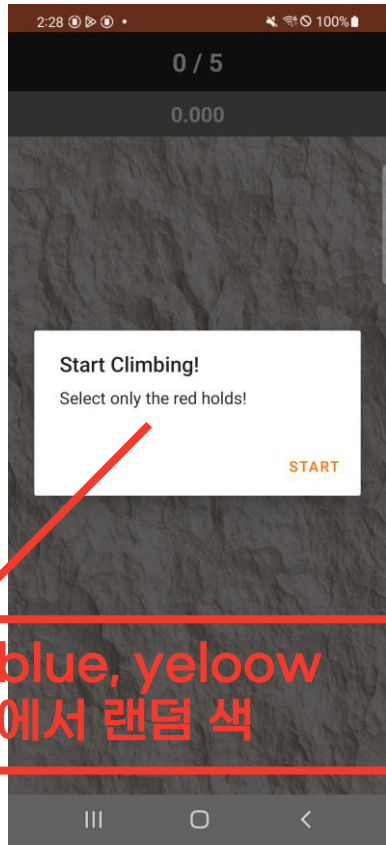 2:28 100%
0 / 5
0.000
Start Climbing!
Select only the red holds!
START
blue, yeloow
에서 랜덤 색